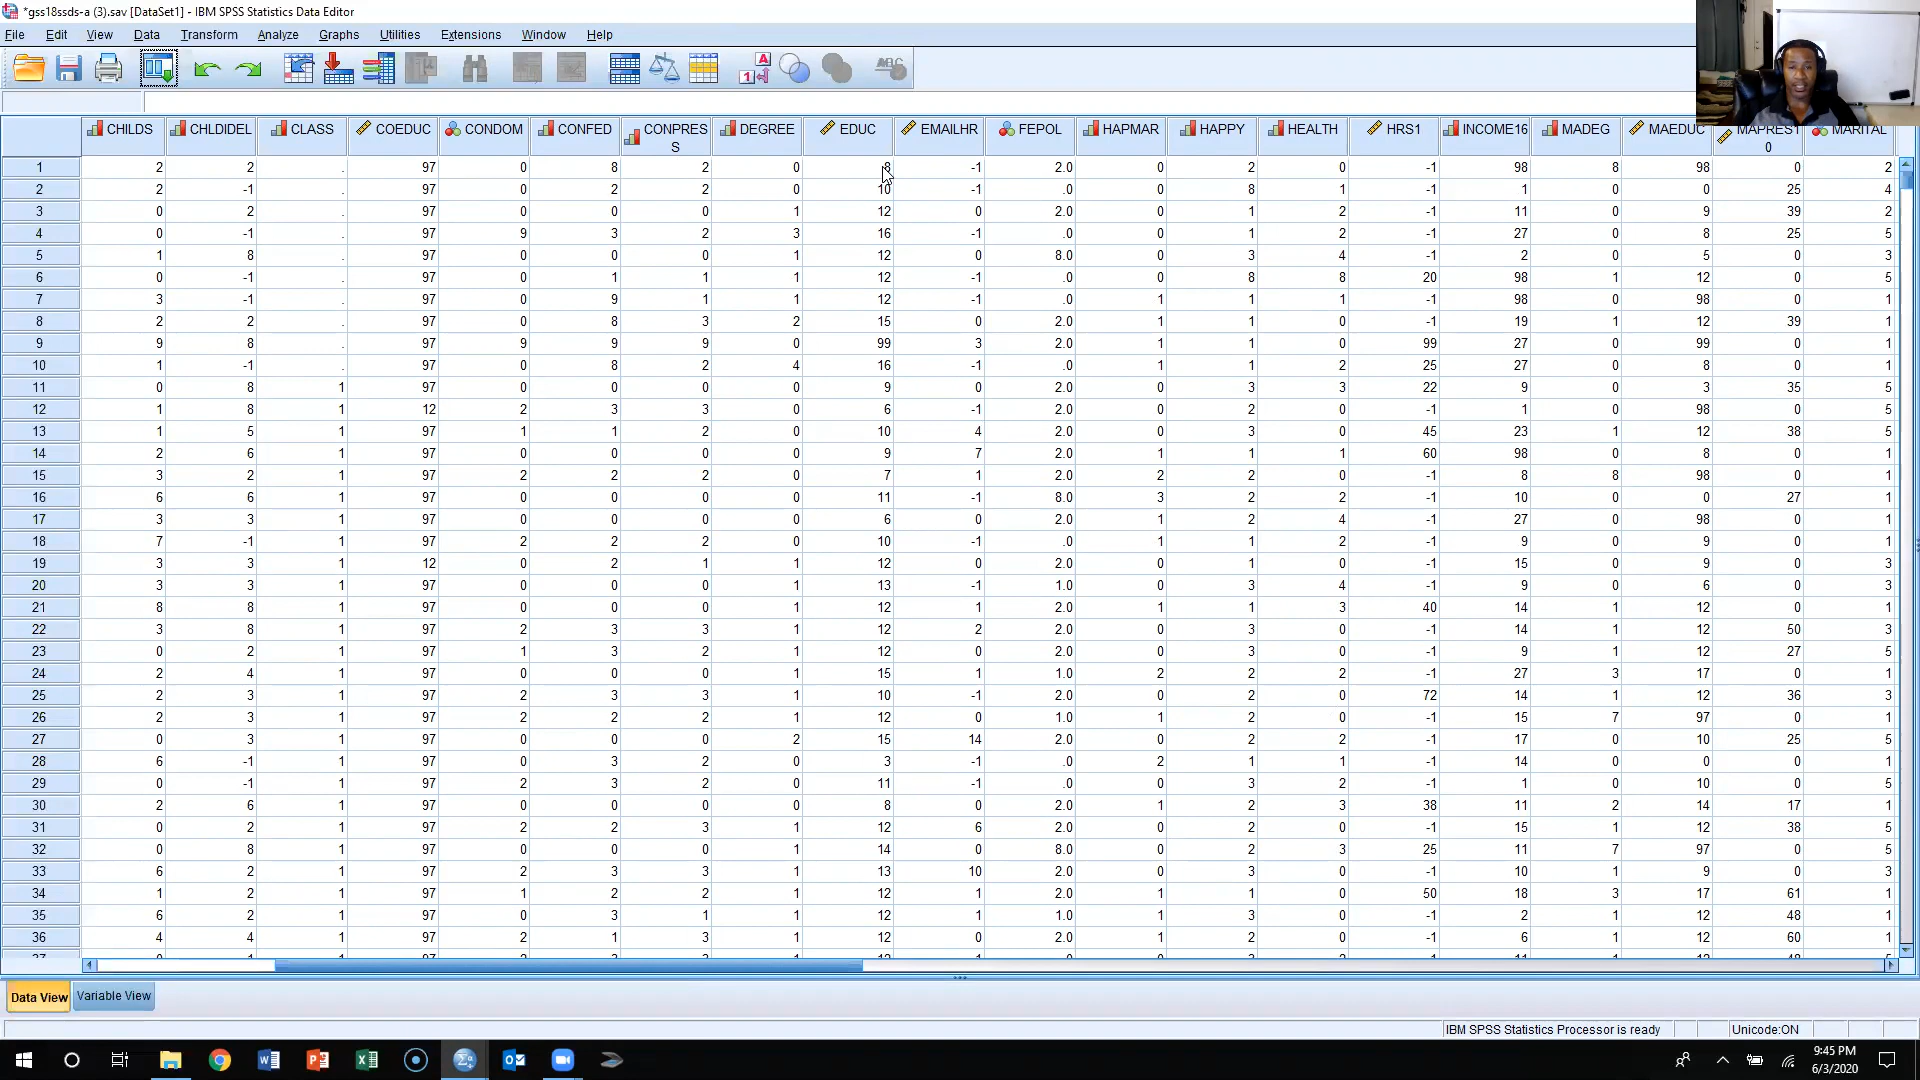 *gss18ssds-a (3).sav [DataSet1] - IBM SPSS Statistics Data Editor
File Edit View Data Transform Analyze Graphs Utilities Extensions Window Help
CHILDS CHLDIDEL CLASS COEDUC CONDOM CONFED CONPRES DEGREE EDUC EMAILHR FEPOL HAPMAR HAPPY HEALTH HRS1 INCOME16 MADEG MAEDUC MAPRES1 MARITAL
S 0
1 2 2 . 97 0 8 2 0 8 -1 2.0 0 2 0 -1 98 8 98 0 2
2 2 -1 . 97 0 2 2 0 10 -1 .0 0 8 1 -1 1 0 0 25 4
3 0 2 . 97 0 0 0 1 12 0 2.0 0 1 2 -1 11 0 9 39 2
4 0 -1 . 97 9 3 2 3 16 -1 .0 0 1 2 -1 27 0 8 25 5
5 1 8 . 97 0 0 0 1 12 0 8.0 0 3 4 -1 2 0 5 0 3
6 0 -1 . 97 0 1 1 1 12 -1 .0 0 8 8 20 98 1 12 0 5
7 3 -1 . 97 0 9 1 1 12 -1 .0 1 1 1 -1 98 0 98 0 1
8 2 2 . 97 0 8 3 2 15 0 2.0 1 1 0 -1 19 1 12 39 1
9 9 8 . 97 9 9 9 0 99 3 2.0 1 1 0 99 27 0 99 0 1
10 1 -1 . 97 0 8 2 4 16 -1 .0 1 1 2 25 27 0 8 0 1
11 0 8 1 97 0 0 0 0 9 0 2.0 0 3 3 22 9 0 3 35 5
12 1 8 1 12 2 3 3 0 6 -1 2.0 0 2 0 -1 1 0 98 0 5
13 1 5 1 97 1 1 2 0 10 4 2.0 0 3 0 45 23 1 12 38 5
14 2 6 1 97 0 0 0 0 9 7 2.0 1 1 1 60 98 0 8 0 1
15 3 2 1 97 2 2 2 0 7 1 2.0 2 2 0 -1 8 8 98 0 1
16 6 6 1 97 0 0 0 0 11 -1 8.0 3 2 2 -1 10 0 0 27 1
17 3 3 1 97 0 0 0 0 6 0 2.0 1 2 4 -1 27 0 98 0 1
18 7 -1 1 97 2 2 2 0 10 -1 .0 1 1 2 -1 9 0 9 0 1
19 3 3 1 12 0 2 1 1 12 0 2.0 0 1 0 -1 15 0 9 0 3
20 3 3 1 97 0 0 0 1 13 -1 1.0 0 3 4 -1 9 0 6 0 3
21 8 8 1 97 0 0 0 1 12 1 2.0 1 1 3 40 14 1 12 0 1
22 3 8 1 97 2 3 3 1 12 2 2.0 0 3 0 -1 14 1 12 50 3
23 0 2 1 97 1 3 2 1 12 0 2.0 0 3 0 -1 9 1 12 27 5
24 2 4 1 97 0 0 0 1 15 1 1.0 2 2 2 -1 27 3 17 0 1
25 2 3 1 97 2 3 3 1 10 -1 2.0 0 2 0 72 14 1 12 36 3
26 2 3 1 97 2 2 2 1 12 0 1.0 1 2 0 -1 15 7 97 0 1
27 0 3 1 97 0 0 0 2 15 14 2.0 0 2 2 -1 17 0 10 25 5
28 6 -1 1 97 0 3 2 0 3 -1 .0 2 1 1 -1 14 0 0 0 1
29 0 -1 1 97 2 3 2 0 11 -1 .0 0 3 2 -1 1 0 10 0 5
30 2 6 1 97 0 0 0 0 8 0 2.0 1 2 3 38 11 2 14 17 1
31 0 2 1 97 2 2 3 1 12 6 2.0 0 2 0 -1 15 1 12 38 5
32 0 8 1 97 0 0 0 1 14 0 8.0 0 2 3 25 11 7 97 0 5
33 6 2 1 97 2 3 3 1 13 10 2.0 0 3 0 -1 10 1 9 0 3
34 1 2 1 97 1 2 2 1 12 1 2.0 1 1 0 50 18 3 17 61 1
35 6 2 1 97 0 3 1 1 12 1 1.0 1 3 0 -1 2 1 12 48 1
36 4 4 1 97 2 1 3 1 12 0 2.0 1 2 0 -1 6 1 12 60 1
Data View Variable View
IBM SPSS Statistics Processor is ready Unicode:ON
9:45 PM
6/3/2020